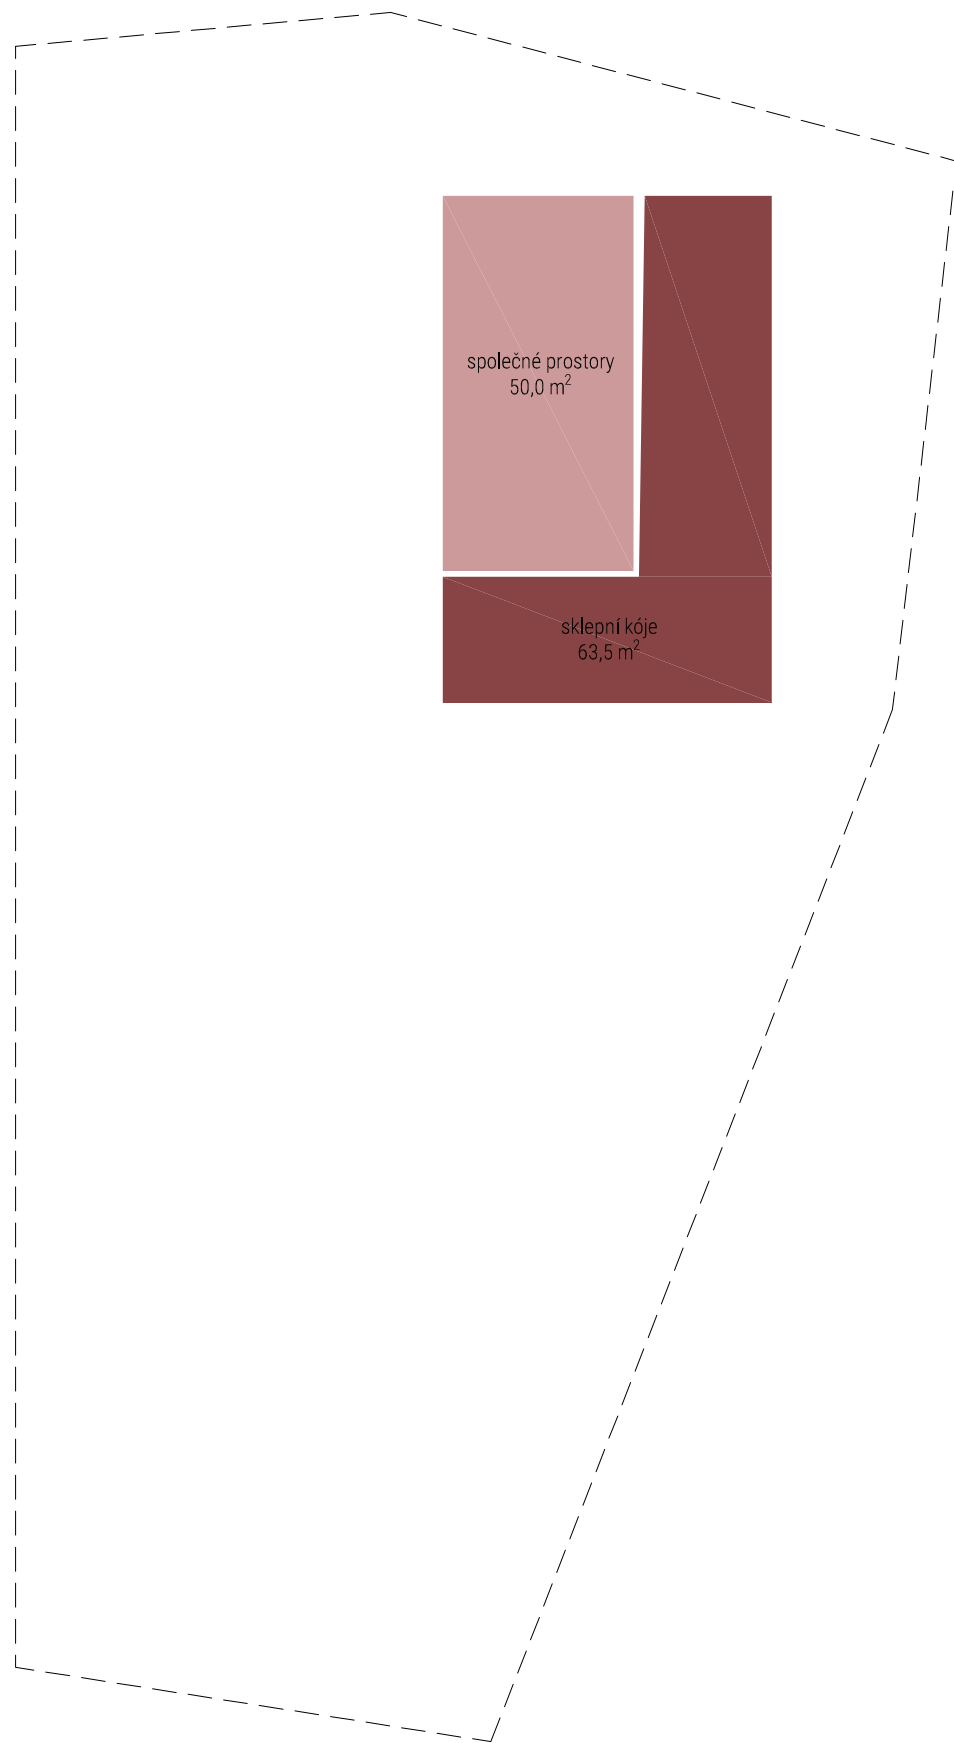 společné prostory
50,0 m²
sklepní kóje
63,5 m²